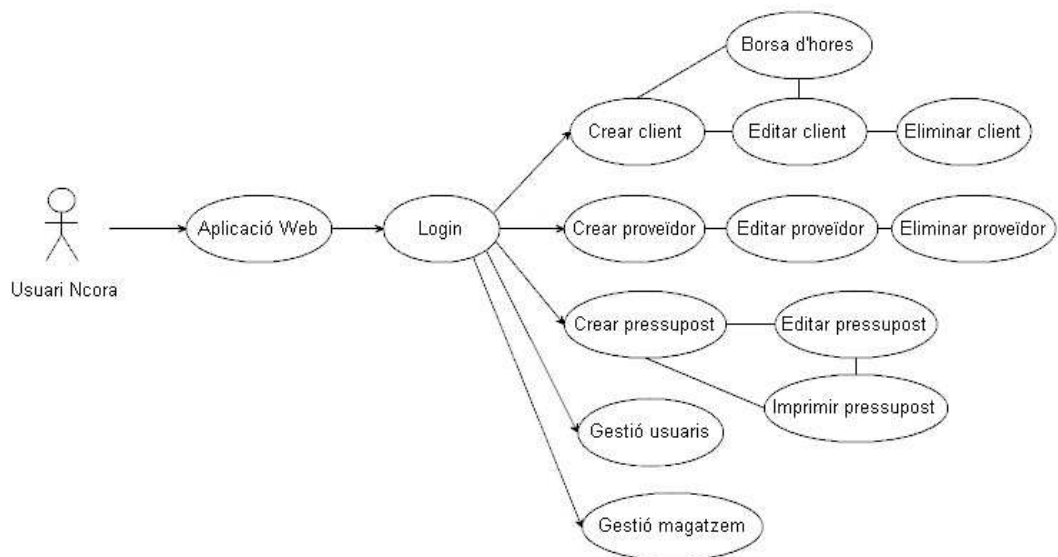 Borsa d'hores
Crear client
Editar client
Eliminar client
Aplicació Web
Login
Crear proveïdor
Editar proveïdor
Eliminar proveïdor
Usuari Ncora
Crear pressupost
Editar pressupost
Imprimir pressupost
Gestió usuaris
Gestió magatzem